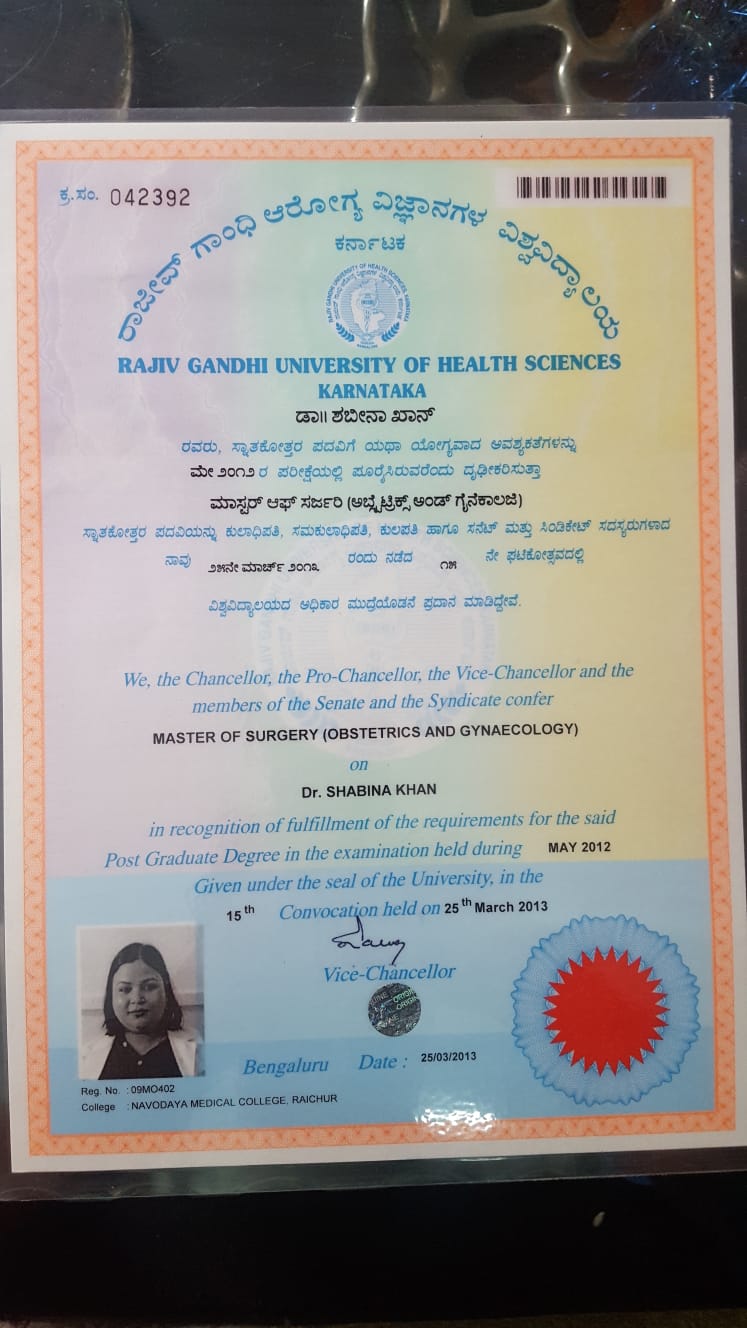 ಕ್ರ.ಸಂ. 042392
ರಾಜೀವ್ ಗಾಂಧಿ ಆರೋಗ್ಯ ವಿಜ್ಞಾನಗಳ ವಿಶ್ವವಿದ್ಯಾಲಯ
ಕರ್ನಾಟಕ
RAJIV GANDHI UNIVERSITY OF HEALTH SCIENCES
KARNATAKA
ಡಾ|| ಶಬೀನಾ ಖಾನ್
ರವರು, ಸ್ನಾತಕೋತ್ತರ ಪದವಿಗೆ ಯಥಾ ಯೋಗ್ಯವಾದ ಅವಶ್ಯಕತೆಗಳನ್ನು
ಮೇ ೨೦೧೨ ರ ಪರೀಕ್ಷೆಯಲ್ಲಿ ಪೂರೈಸಿರುವರೆಂದು ದೃಢೀಕರಿಸುತ್ತಾ
ಮಾಸ್ಟರ್ ಆಫ್ ಸರ್ಜರಿ (ಅಬ್ಸ್ಟೆಟ್ರಿಕ್ಸ್ ಅಂಡ್ ಗೈನೆಕಾಲಜಿ)
ಸ್ನಾತಕೋತ್ತರ ಪದವಿಯನ್ನು ಕುಲಾಧಿಪತಿ, ಸಮಕುಲಾಧಿಪತಿ, ಕುಲಪತಿ ಹಾಗೂ ಸೆನೆಟ್ ಮತ್ತು ಸಿಂಡಿಕೇಟ್ ಸದಸ್ಯರುಗಳಾದ
ನಾವು ೨೫ನೇ ಮಾರ್ಚ್ ೨೦೧೩ ರಂದು ನಡೆದ ೧೫ ನೇ ಘಟಿಕೋತ್ಸವದಲ್ಲಿ
ವಿಶ್ವವಿದ್ಯಾಲಯದ ಅಧಿಕಾರ ಮುದ್ರೆಯೊಡನೆ ಪ್ರದಾನ ಮಾಡಿದ್ದೇವೆ.
We, the Chancellor, the Pro-Chancellor, the Vice-Chancellor and the
members of the Senate and the Syndicate confer
MASTER OF SURGERY (OBSTETRICS AND GYNAECOLOGY)
on
Dr. SHABINA KHAN
in recognition of fulfillment of the requirements for the said
Post Graduate Degree in the examination held during MAY 2012
Given under the seal of the University, in the
15th Convocation held on 25th March 2013
Vice-Chancellor
Bengaluru Date : 25/03/2013
Reg. No. : 09MO402
College : NAVODAYA MEDICAL COLLEGE, RAICHUR